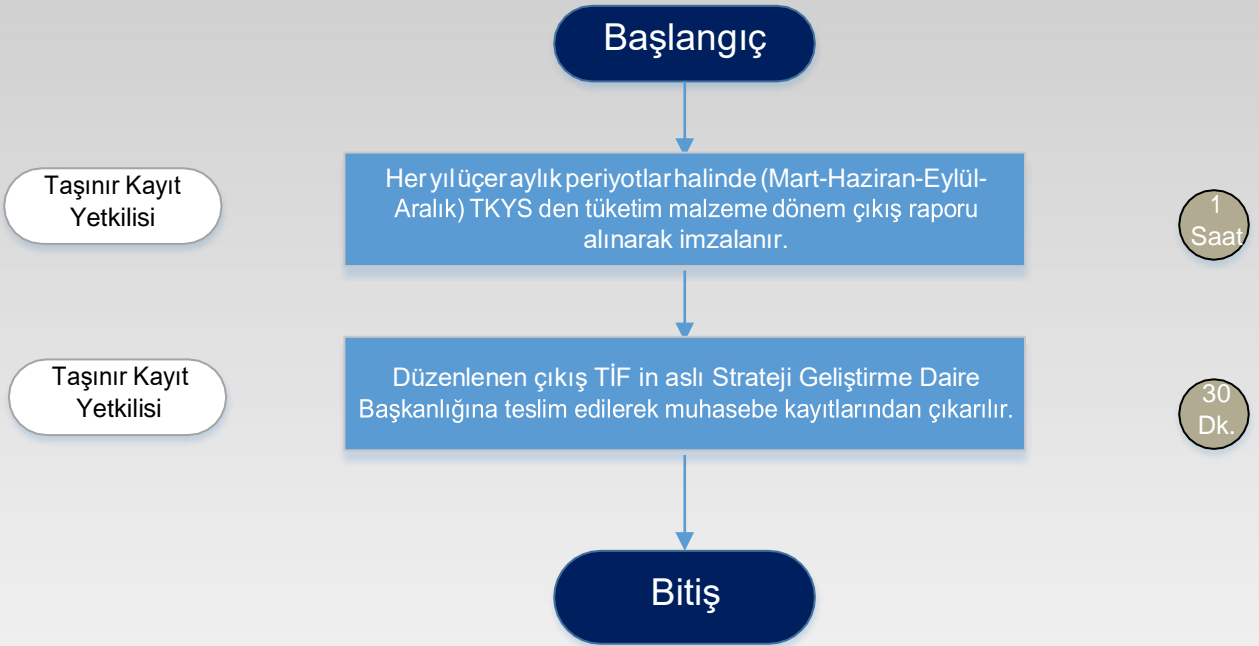 Başlangıç
Taşınır Kayıt
Yetkilisi
Her yıl üçer aylık periyotlar halinde (Mart-Haziran-Eylül-
Aralık) TKYS den tüketim malzeme dönem çıkış raporu
alınarak imzalanır.
1
Saat
Taşınır Kayıt
Yetkilisi
Düzenlenen çıkış TİF in aslı Strateji Geliştirme Daire
Başkanlığına teslim edilerek muhasebe kayıtlarından çıkarılır.
30
Dk.
Bitiş